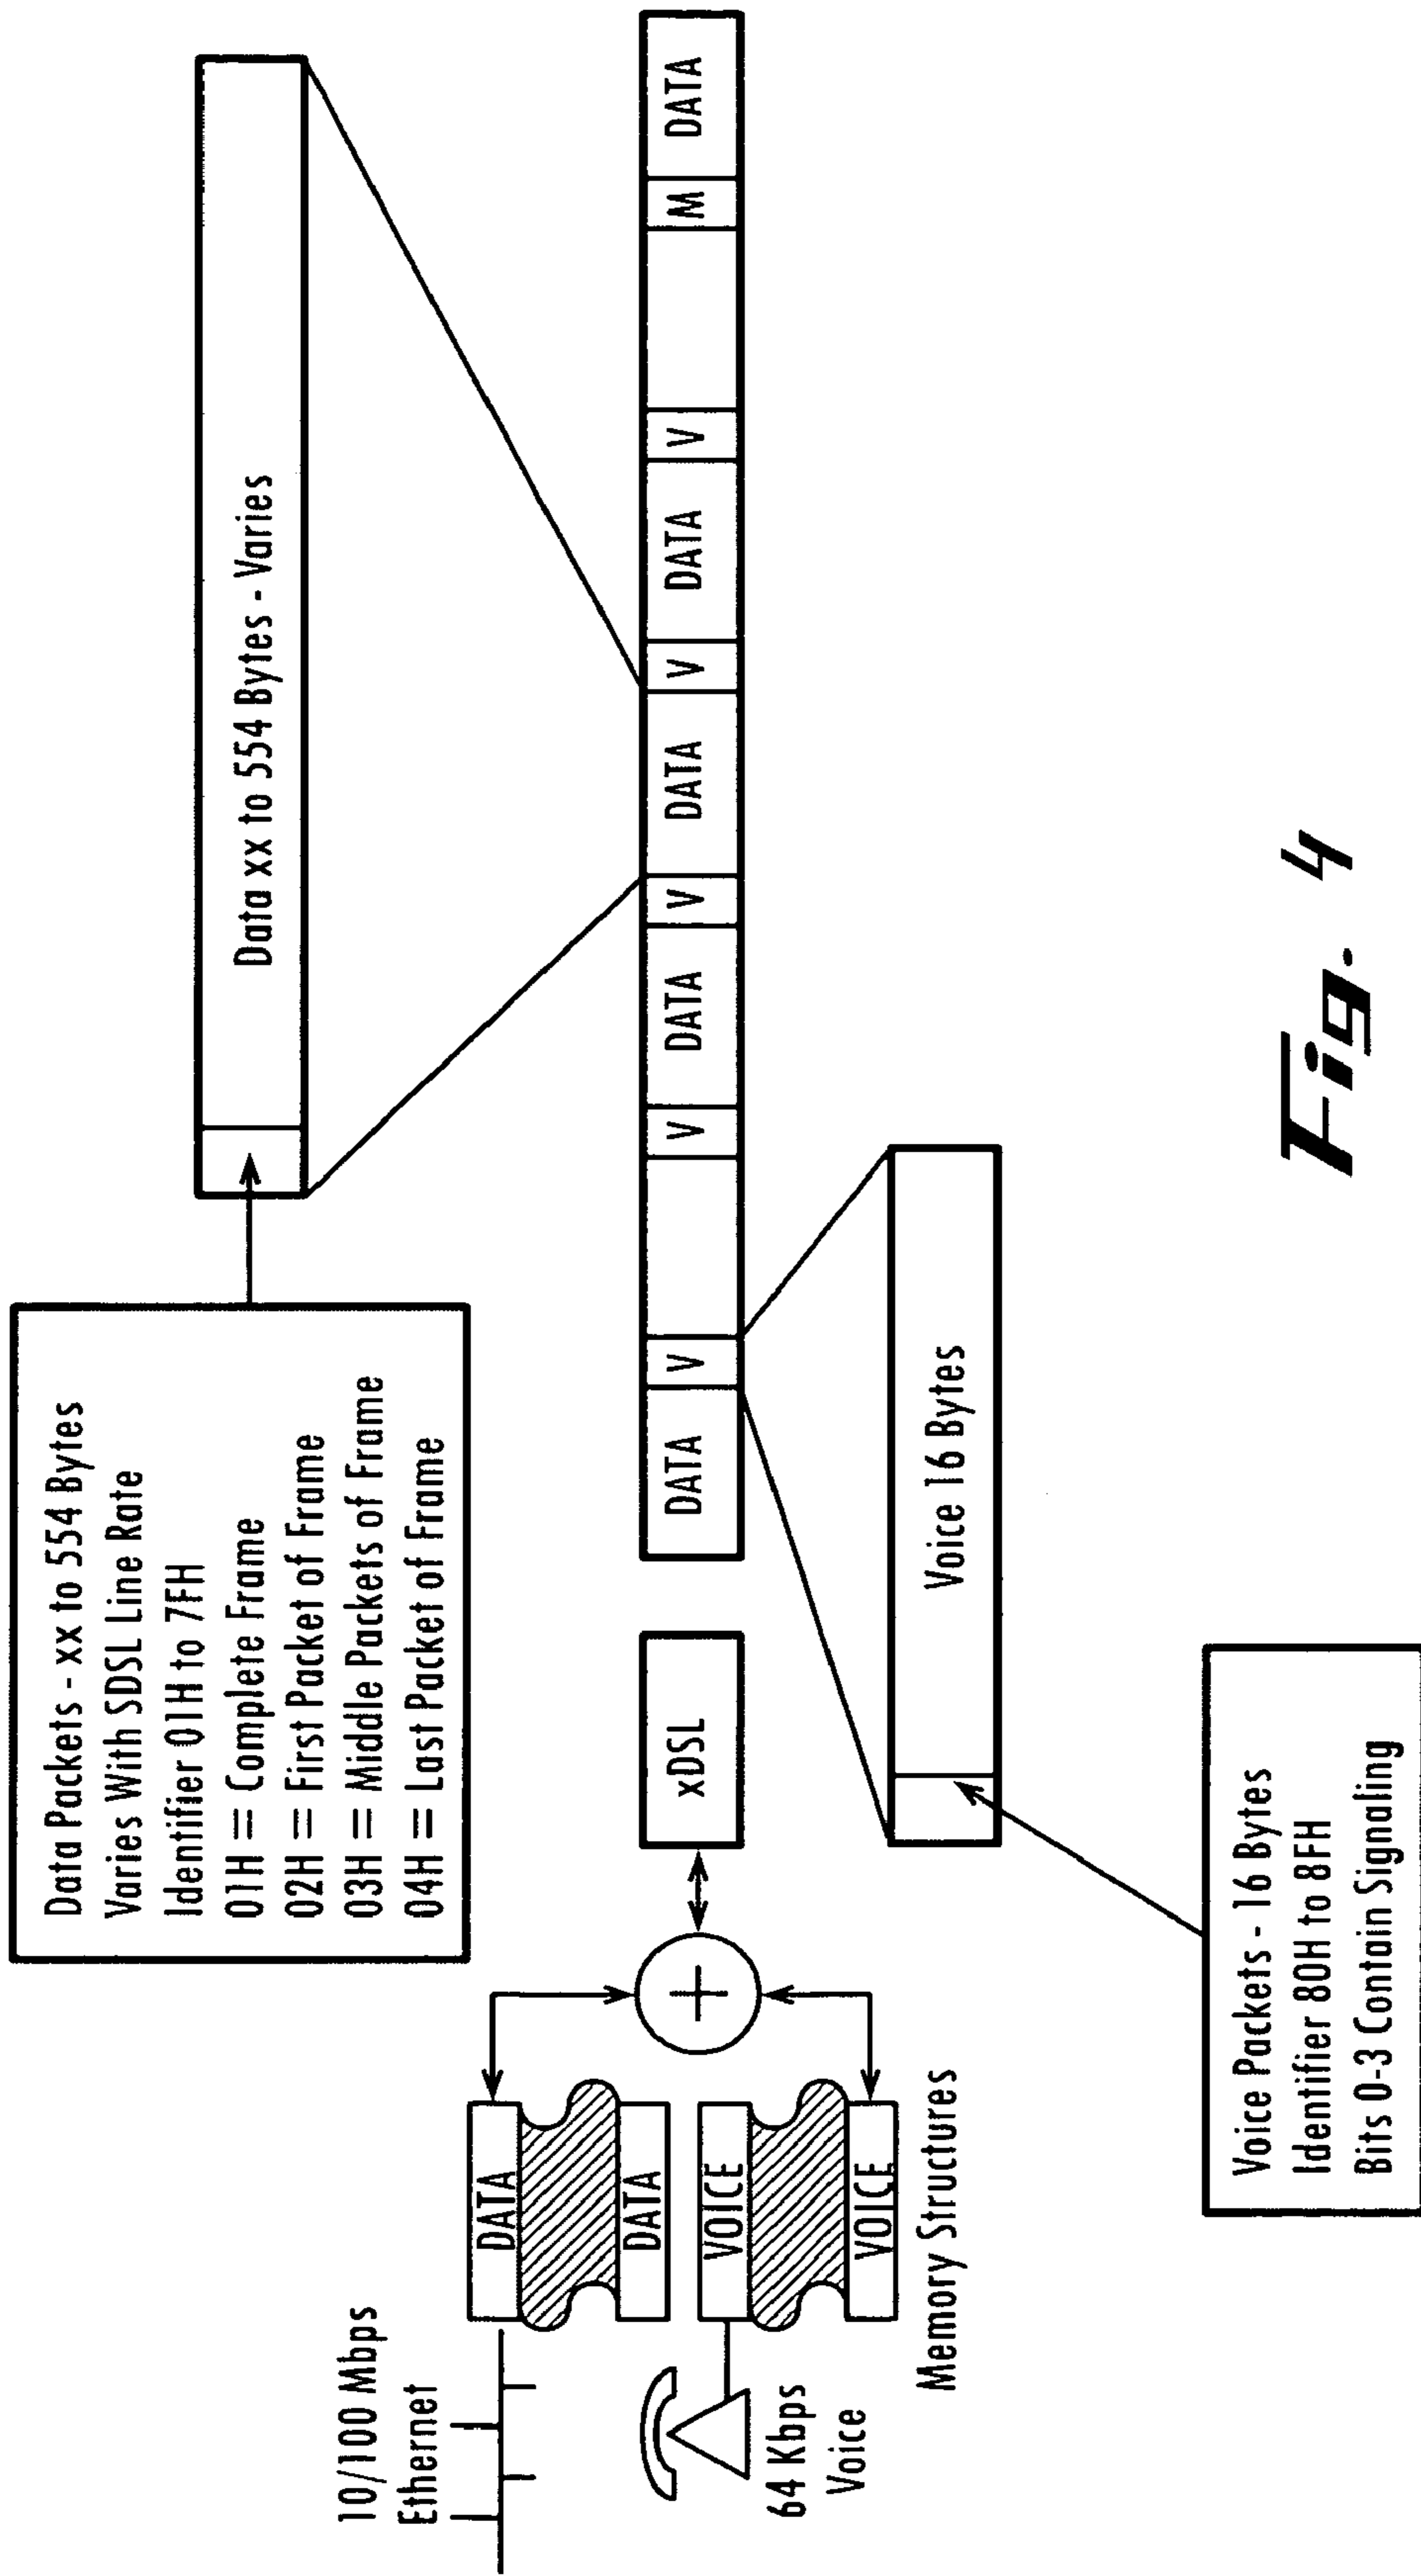 Data Packets - xx to 554 Bytes
Varies With SDSL Line Rate
Identifier 01H to 7FH
01H = Complete Frame
02H = First Packet of Frame
03H = Middle Packets of Frame
04H = Last Packet of Frame
Data xx to 554 Bytes - Varies
10/100 Mbps
Ethernet
DATA
DATA
VOICE
VOICE
64 Kbps
Voice
Memory Structures
+
xDSL
DATA
V
V
DATA
V
DATA
V
DATA
V
M
DATA
Voice 16 Bytes
Voice Packets - 16 Bytes
Identifier 80H to 8FH
Bits 0-3 Contain Signaling
Fig. 4